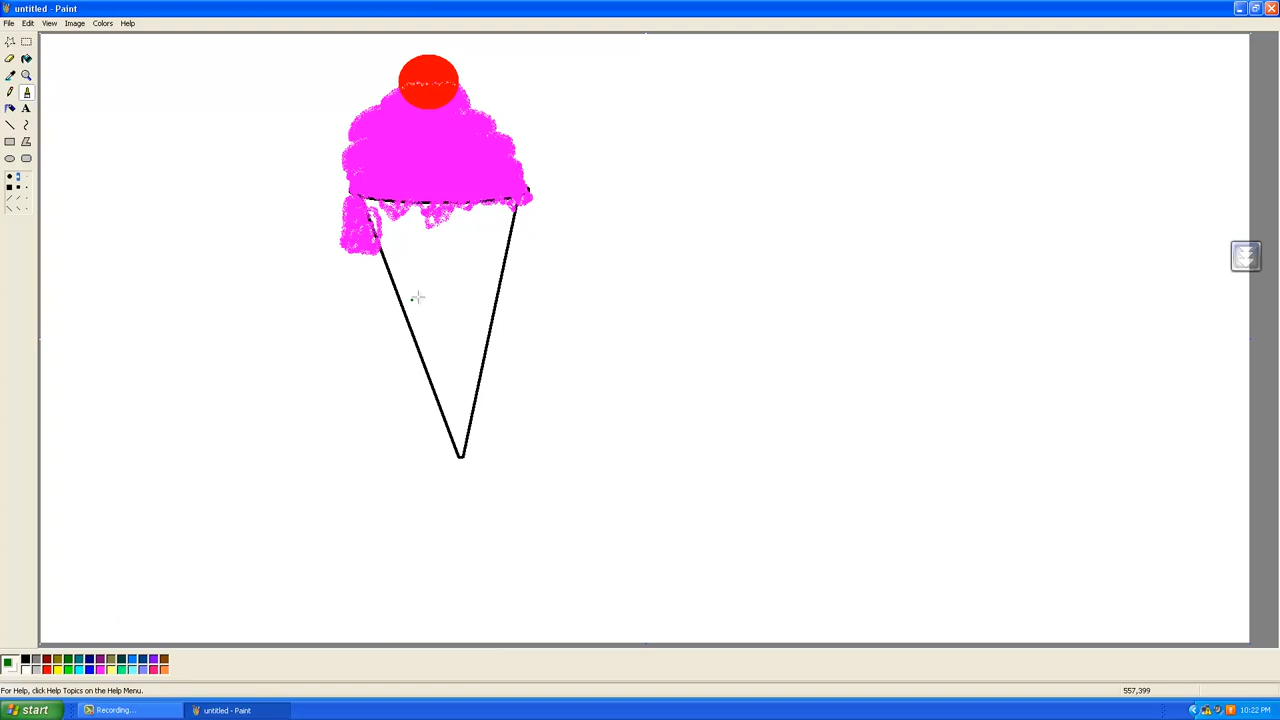 untitled - Paint
File Edit View Image Colors Help
A
For Help, click Help Topics on the Help Menu.
557,399
start
Recording...
untitled - Paint
10:22 PM